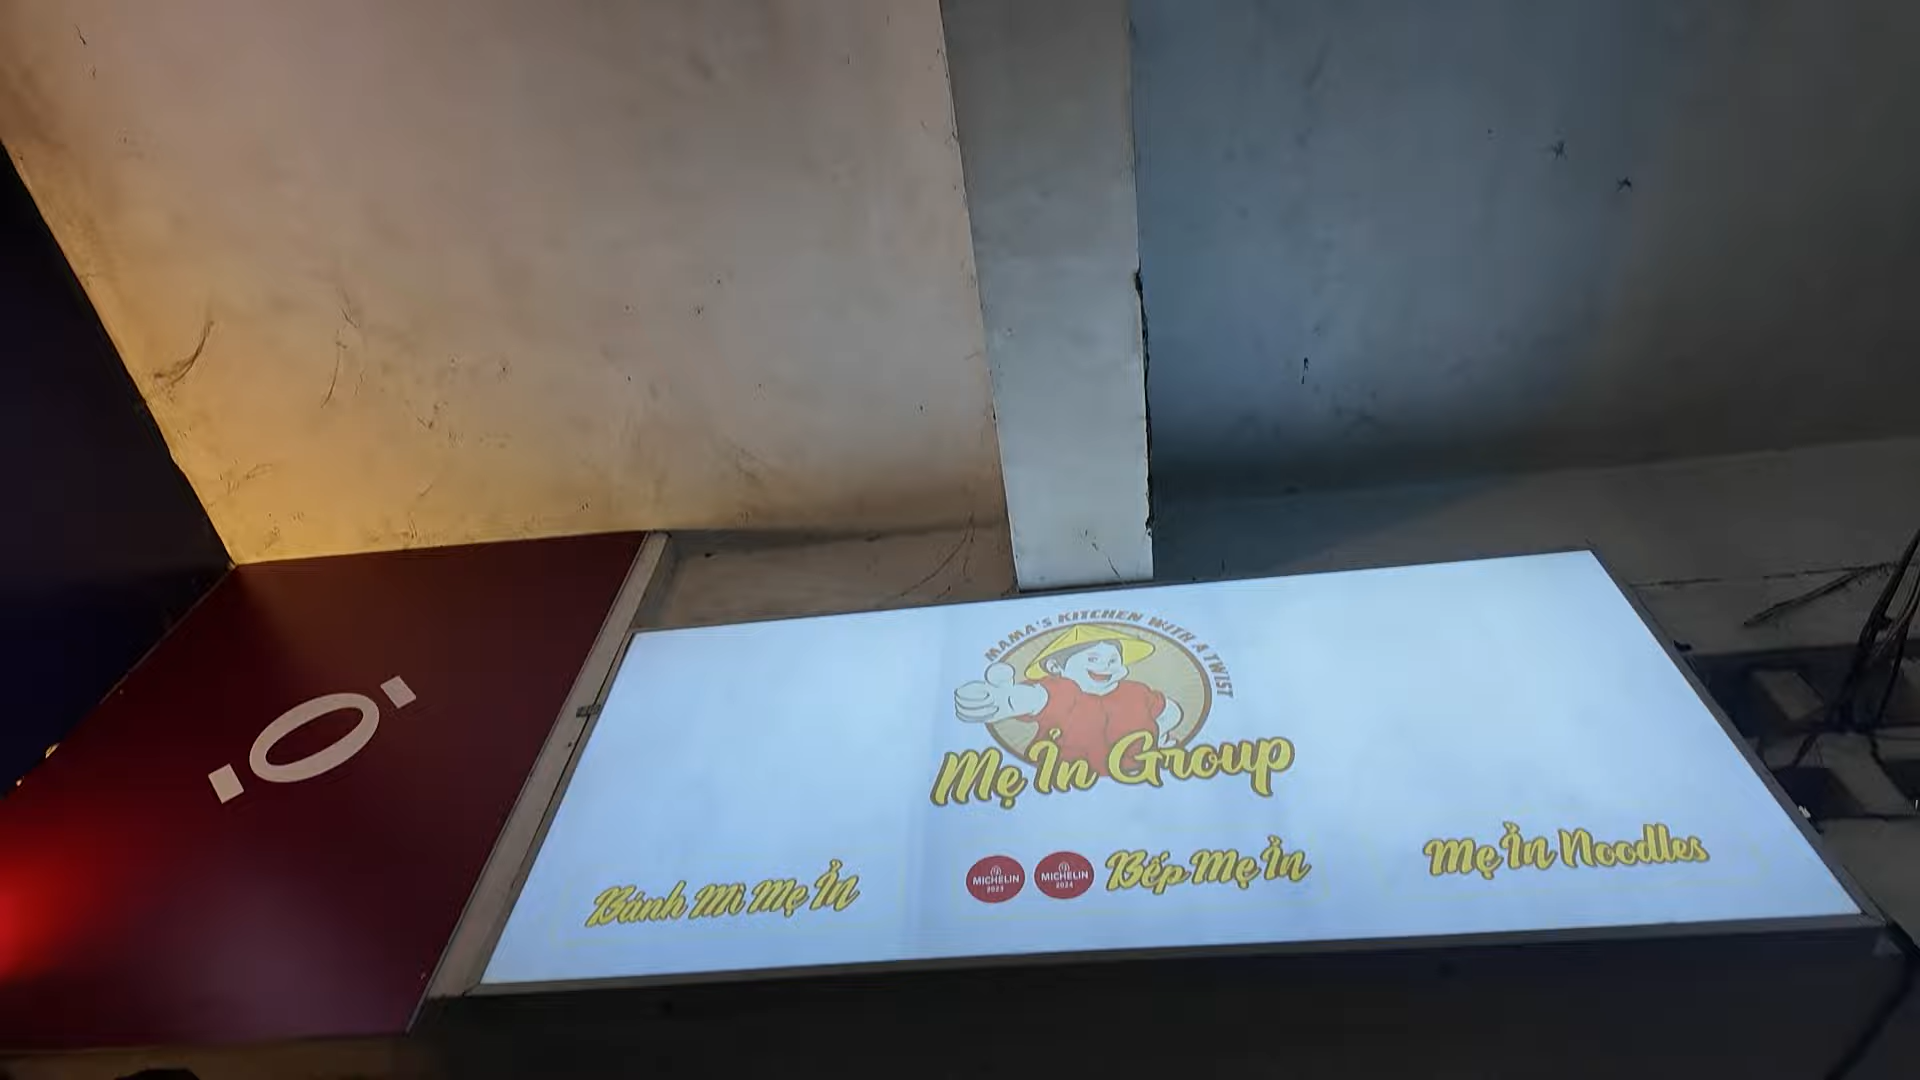 MAMA'S KITCHEN WITH A TWIST
Mẹ Ỉn Group
Bánh Mì Mẹ Ỉn
MICHELIN
2023
MICHELIN
2024
Bếp Mẹ Ỉn
Mẹ Ỉn Noodles